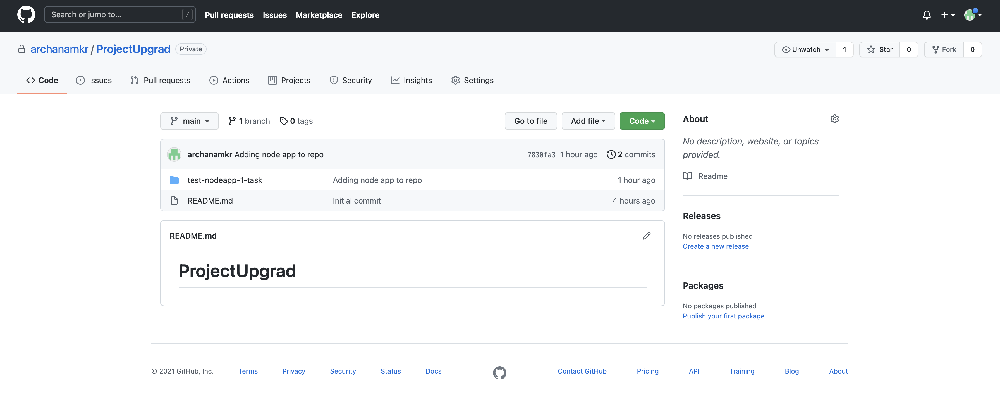 Search or jump to... /
Pull requests Issues Marketplace Explore
archanamkr / ProjectUpgrad Private
Unwatch 1 Star 0 Fork 0
Code Issues Pull requests Actions Projects Security Insights Settings
main 1 branch 0 tags Go to file Add file Code
archanamkr Adding node app to repo 7830fa3 1 hour ago 2 commits
test-nodeapp-1-task Adding node app to repo 1 hour ago
README.md Initial commit 4 hours ago
README.md
ProjectUpgrad
About
No description, website, or topics
provided.
Readme
Releases
No releases published
Create a new release
Packages
No packages published
Publish your first package
© 2021 GitHub, Inc. Terms Privacy Security Status Docs Contact GitHub Pricing API Training Blog About